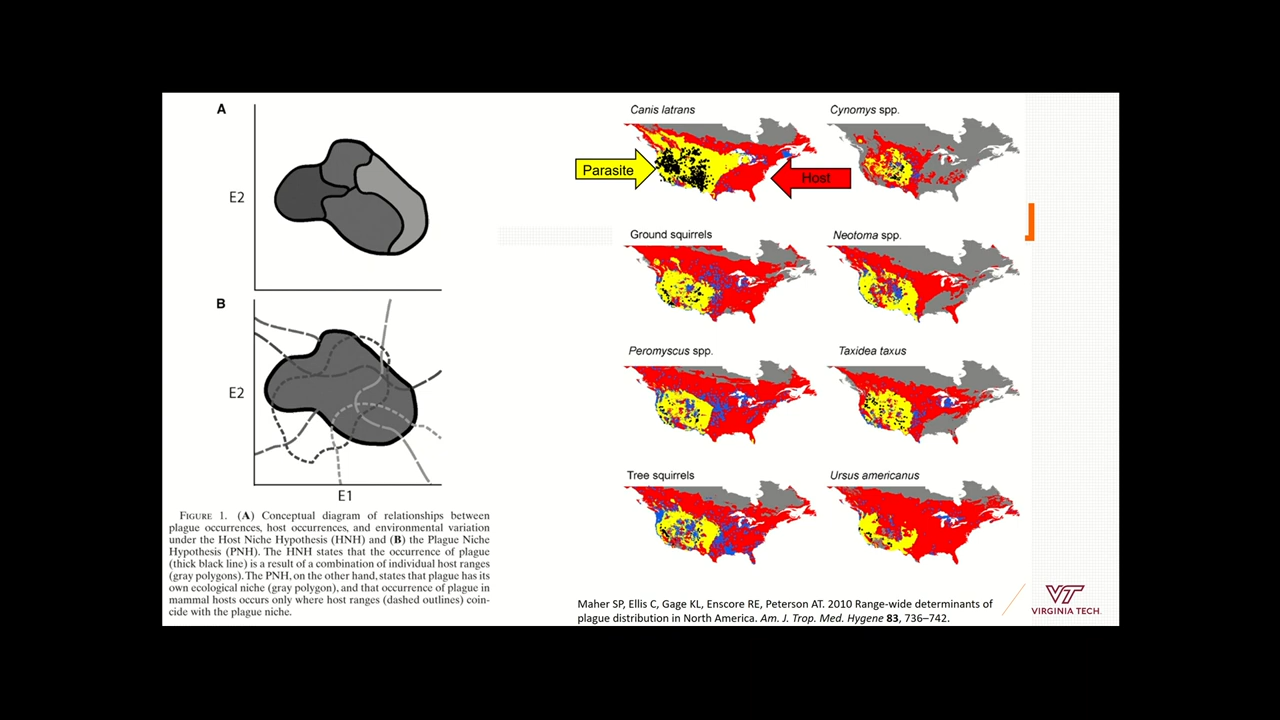 A
E2
B
E2
E1
FIGURE 1. (A) Conceptual diagram of relationships between
plague occurrences, host occurrences, and environmental variation
under the Host Niche Hypothesis (HNH) and (B) the Plague Niche
Hypothesis (PNH). The HNH states that the occurrence of plague
(thick black line) is a result of a combination of individual host ranges
(gray polygons). The PNH, on the other hand, states that plague has its
own ecological niche (gray polygon), and that occurrence of plague in
mammal hosts occurs only where host ranges (dashed outlines) coin-
cide with the plague niche.
Canis latrans
Cynomys spp.
Parasite
Host
Ground squirrels
Neotoma spp.
Peromyscus spp.
Taxidea taxus
Tree squirrels
Ursus americanus
Maher SP, Ellis C, Gage KL, Enscore RE, Peterson AT. 2010 Range-wide determinants of
plague distribution in North America. Am. J. Trop. Med. Hygene 83, 736–742.
VT
VIRGINIA TECH.